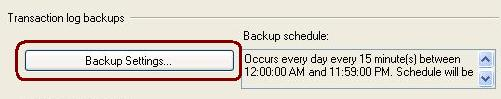 Transaction log backups
Backup schedule:
Backup Settings...
Occurs every day every 15 minute(s) between
12:00:00 AM and 11:59:00 PM. Schedule will be